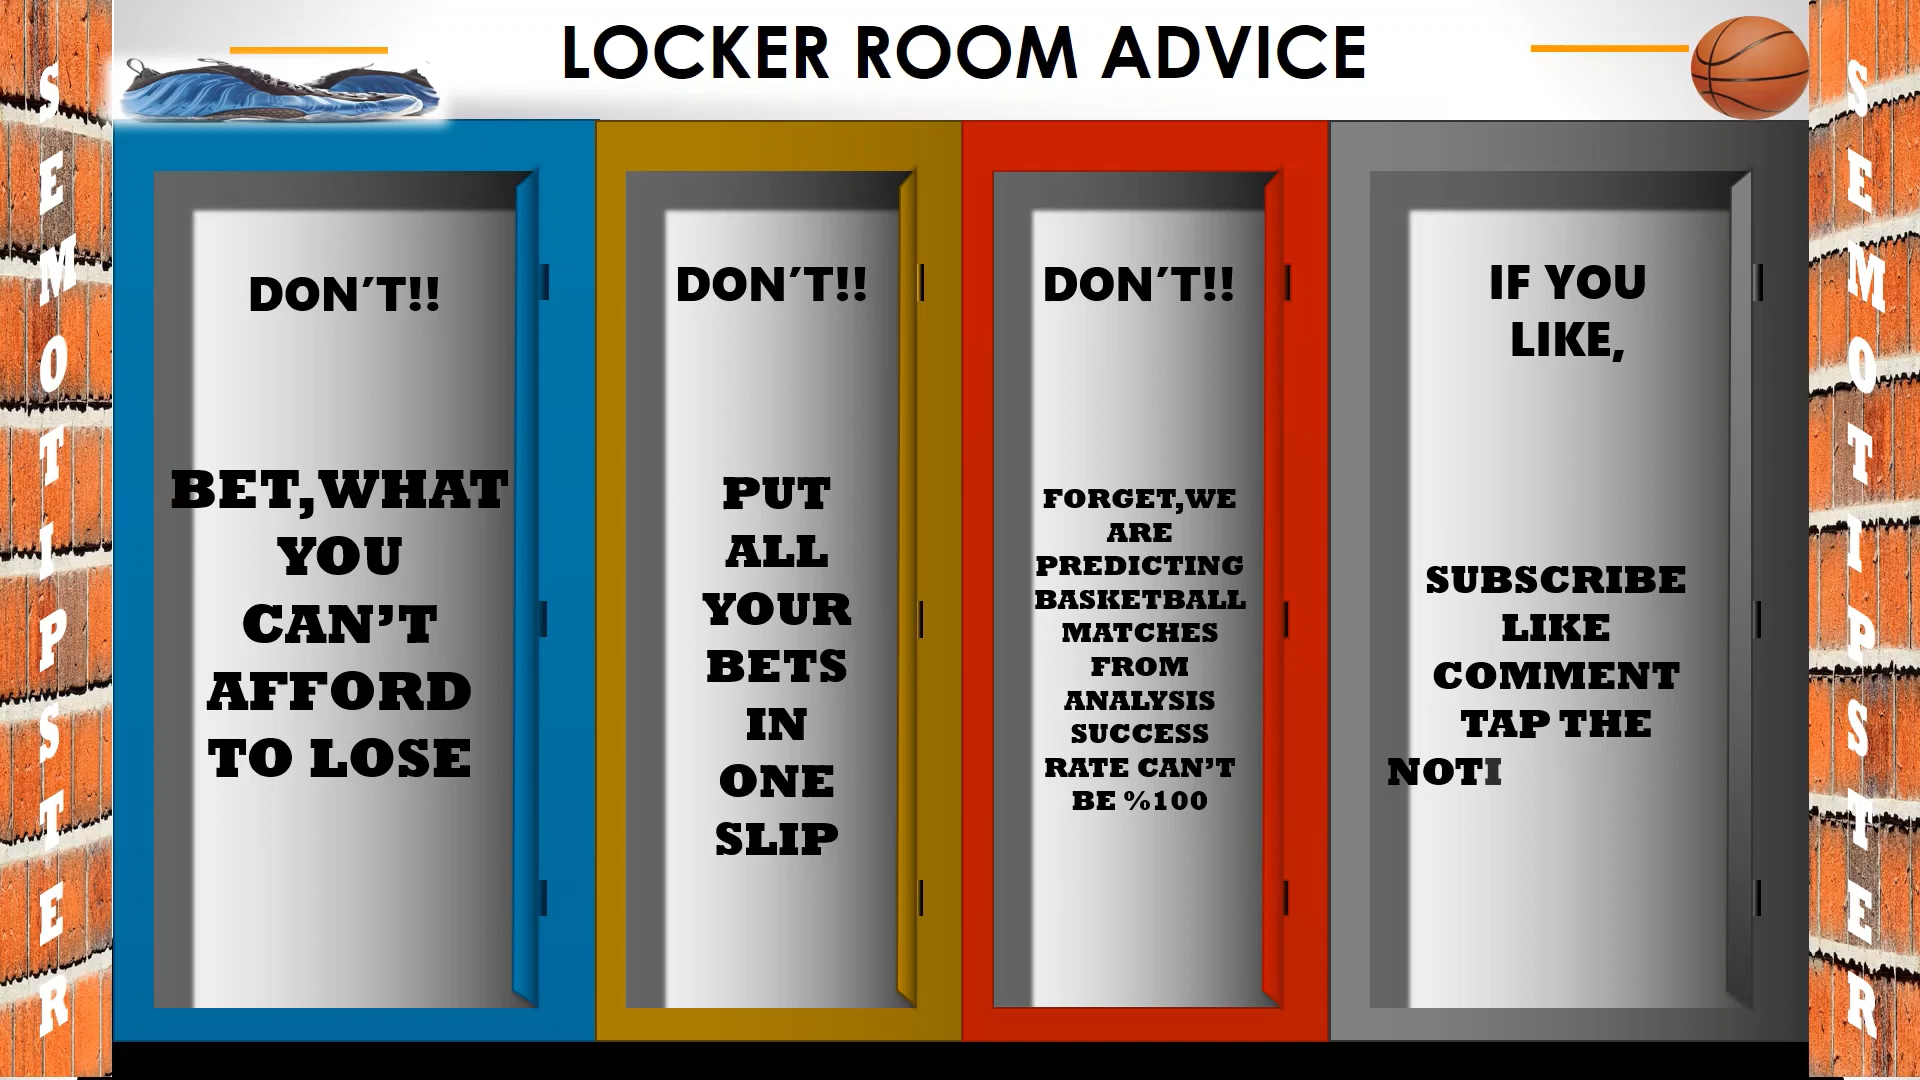 LOCKER ROOM ADVICE
SEMOTIPSTER
DON'T!!
BET,WHAT
YOU
CAN'T
AFFORD
TO LOSE
DON'T!!
PUT
ALL
YOUR
BETS
IN
ONE
SLIP
DON'T!!
FORGET,WE
ARE
PREDICTING
BASKETBALL
MATCHES
FROM
ANALYSIS
SUCCESS
RATE CAN'T
BE %100
IF YOU
LIKE,
SUBSCRIBE
LIKE
COMMENT
TAP THE
NOTI
SEMOTIPSTER